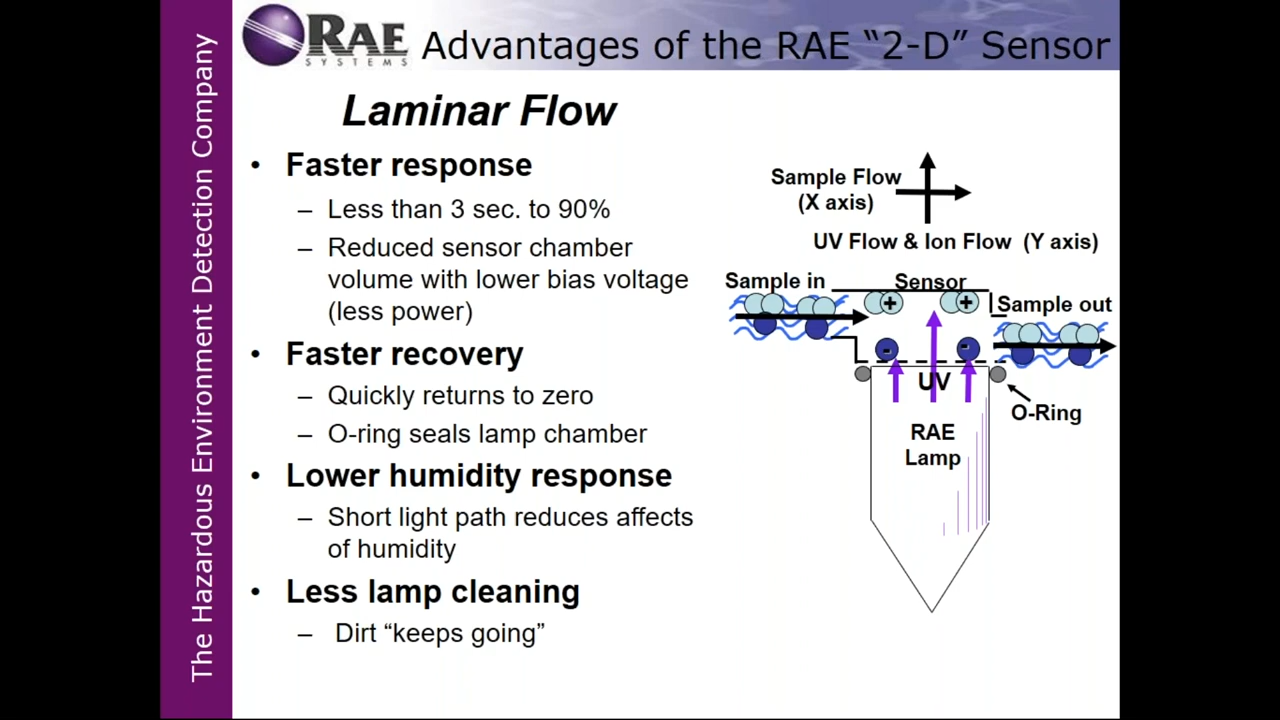 The Hazardous Environment Detection Company
RAE
SYSTEMS
Advantages of the RAE “2-D” Sensor
Laminar Flow
• Faster response
– Less than 3 sec. to 90%
– Reduced sensor chamber
volume with lower bias voltage
(less power)
• Faster recovery
– Quickly returns to zero
– O-ring seals lamp chamber
• Lower humidity response
– Short light path reduces affects
of humidity
• Less lamp cleaning
– Dirt “keeps going”
Sample Flow
(X axis)
UV Flow & Ion Flow (Y axis)
Sample in
Sensor
+
+
Sample out
-
-
UV
O-Ring
RAE
Lamp